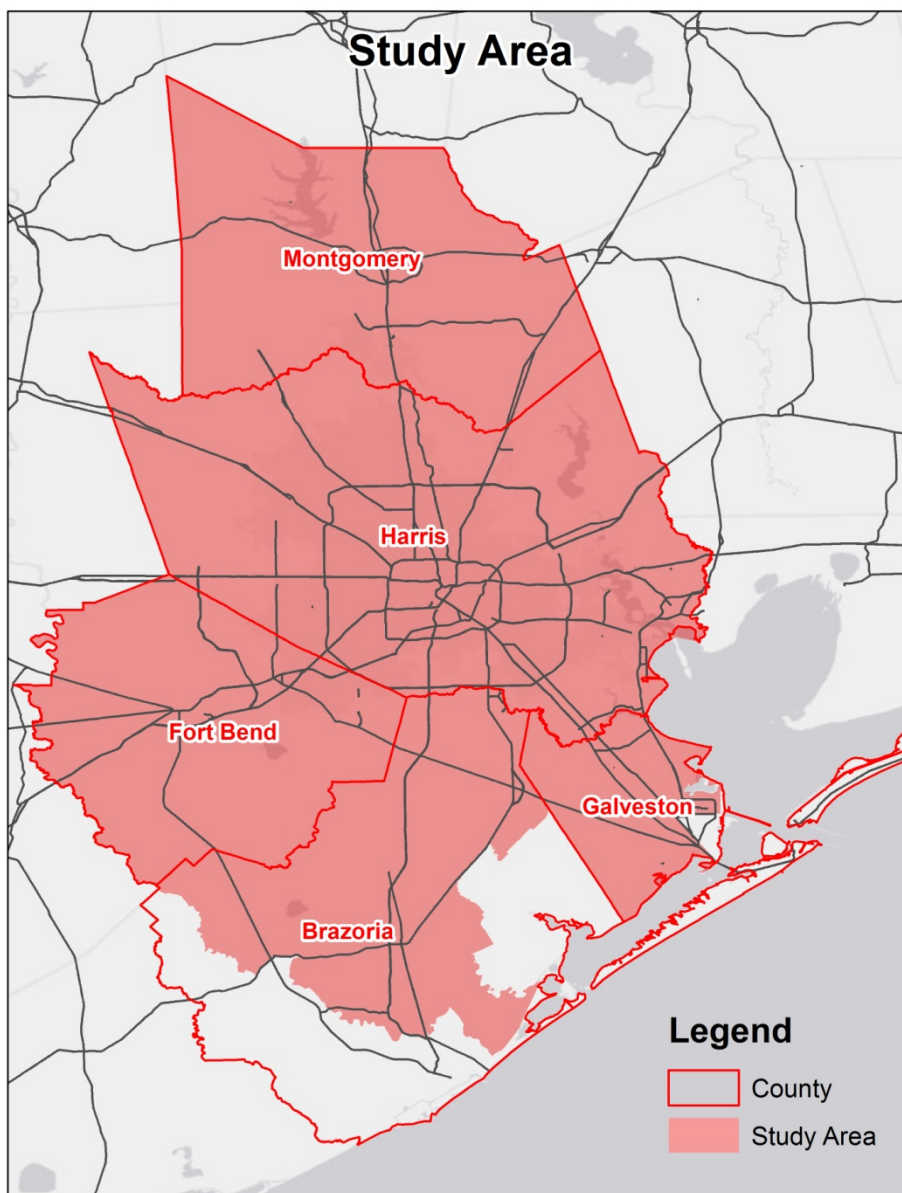 Study Area
Montgomery
Harris
Fort Bend
Galveston
Brazoria
Legend
County
Study Area